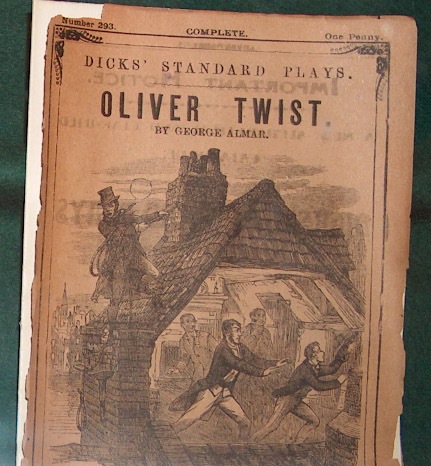 Number 293.
COMPLETE.
One Penny.
DICKS' STANDARD PLAYS.
OLIVER TWIST.
BY GEORGE ALMAR.